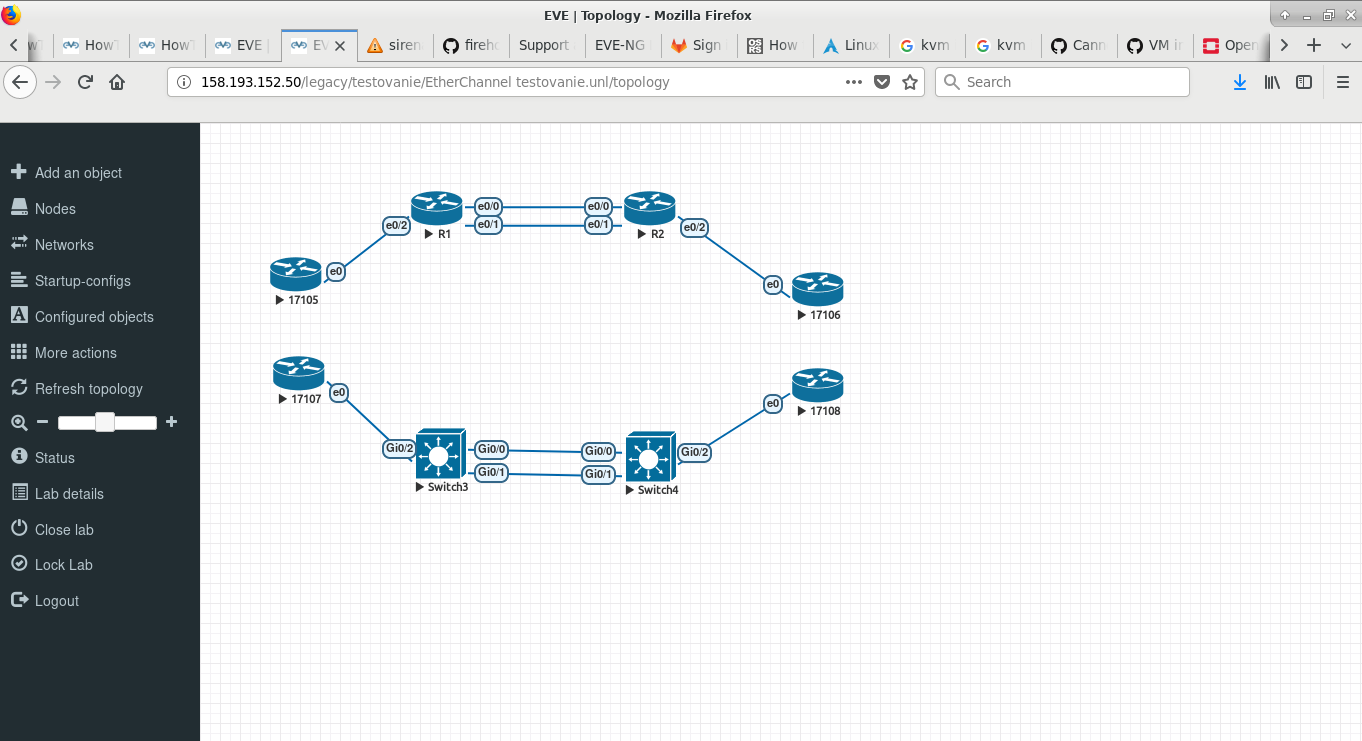 EVE | Topology - Mozilla Firefox
HowT
HowT
EVE |
EV
siren
fireho
Support
EVE-NG
Sign
How
Linux
kvm
kvm
Cann
VM in
Open
158.193.152.50/legacy/testovanie/EtherChannel testovanie.unl/topology
Search
Add an object
Nodes
Networks
Startup-configs
Configured objects
More actions
Refresh topology
Status
Lab details
Close lab
Lock Lab
Logout
e0/0
e0/0
e0/2
e0/1
e0/1
e0/2
R1
R2
e0
e0
17105
17106
e0
e0
17107
17108
Gi0/2
Gi0/0
Gi0/0
Gi0/2
Gi0/1
Gi0/1
Switch3
Switch4